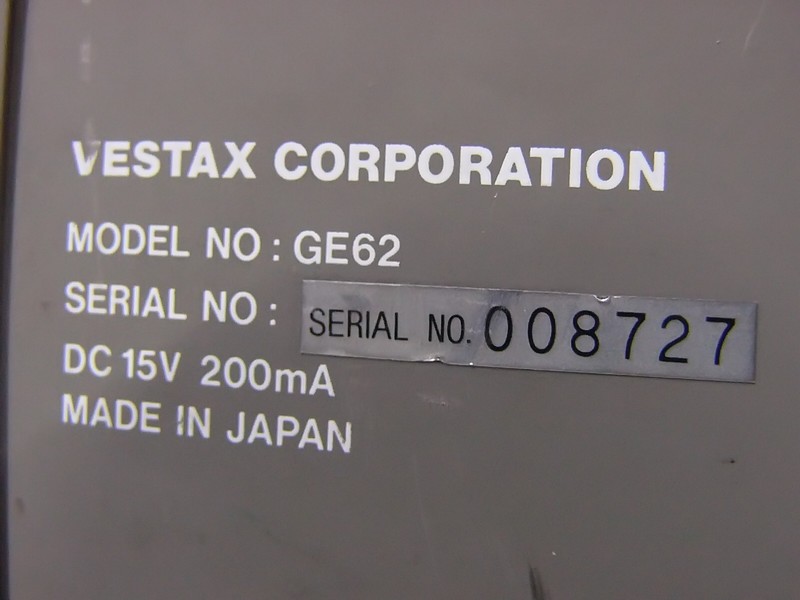 VESTAX CORPORATION
MODEL NO : GE62
SERIAL NO : SERIAL NO. 008727
DC 15V 200mA
MADE IN JAPAN